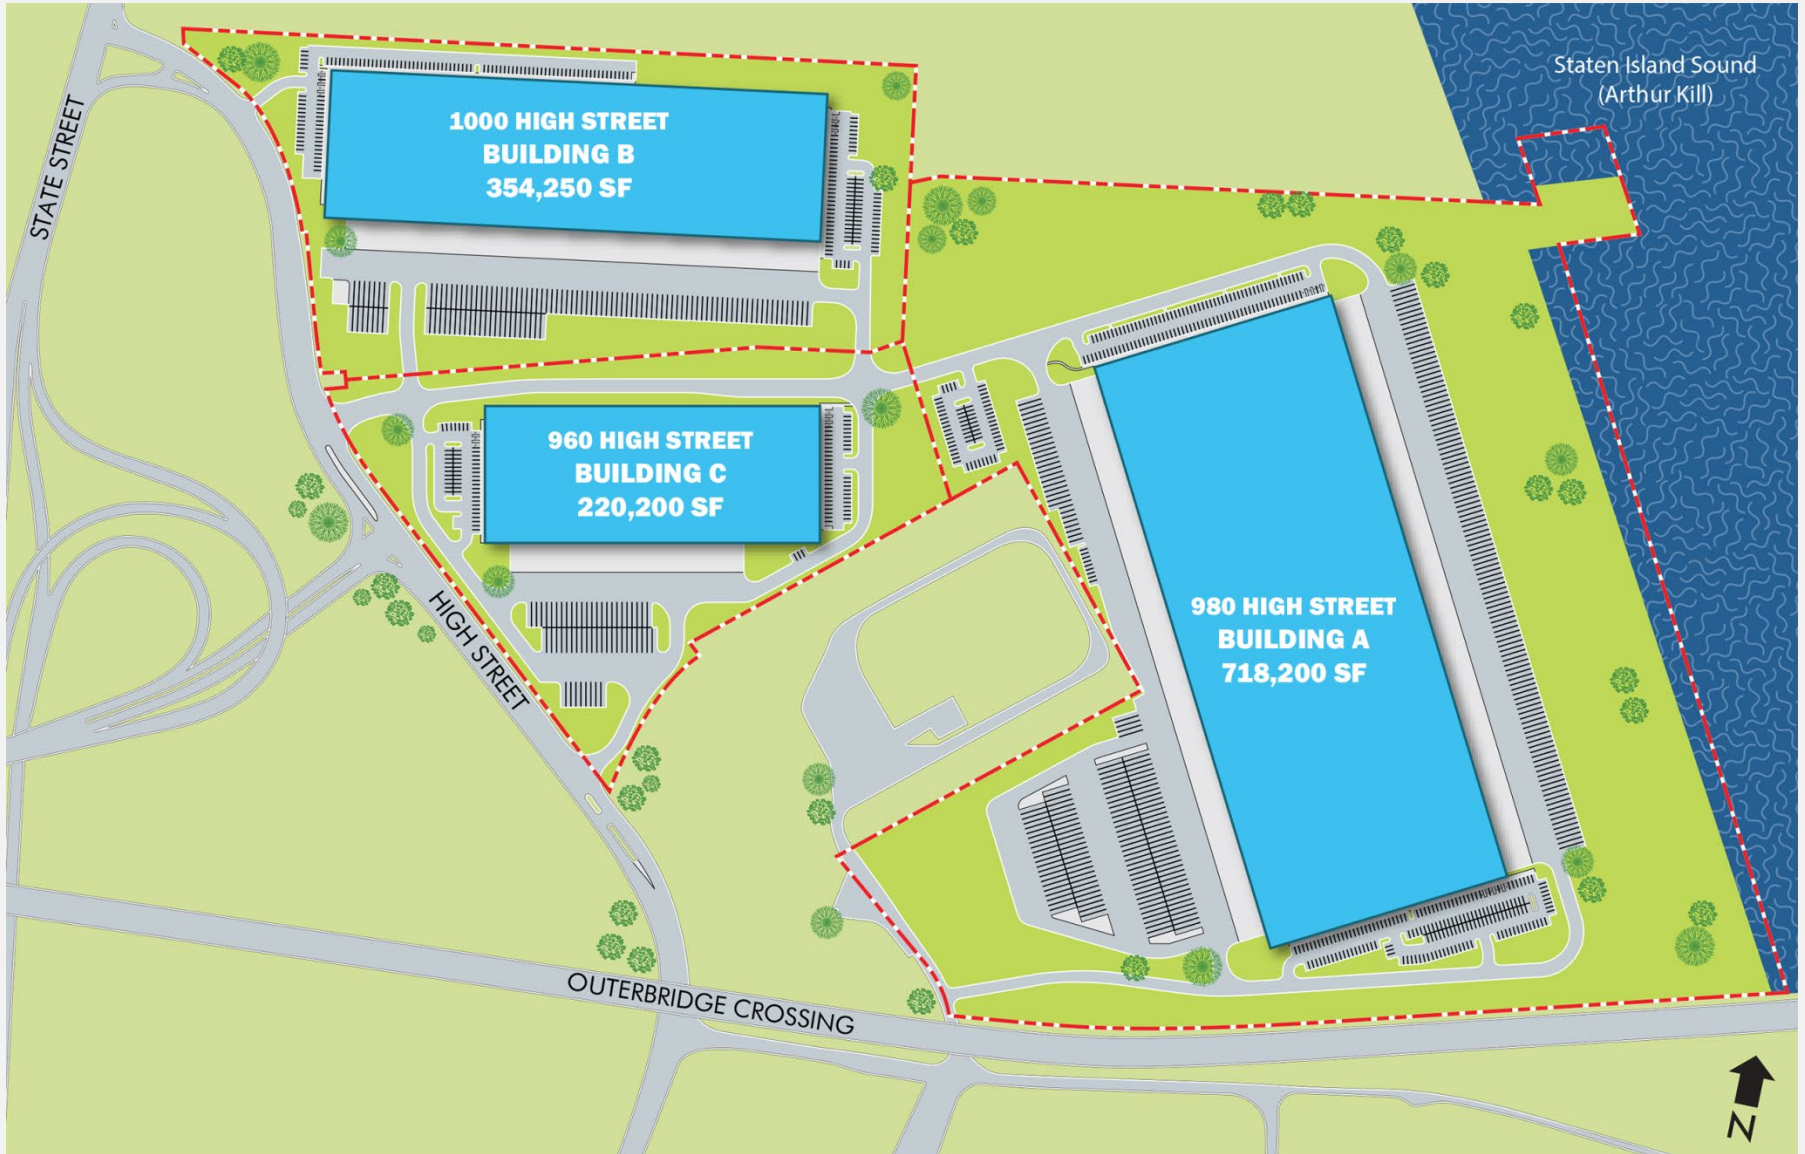 Staten Island Sound
(Arthur Kill)
1000 HIGH STREET
BUILDING B
354,250 SF
STATE STREET
960 HIGH STREET
BUILDING C
220,200 SF
HIGH STREET
980 HIGH STREET
BUILDING A
718,200 SF
OUTERBRIDGE CROSSING
N